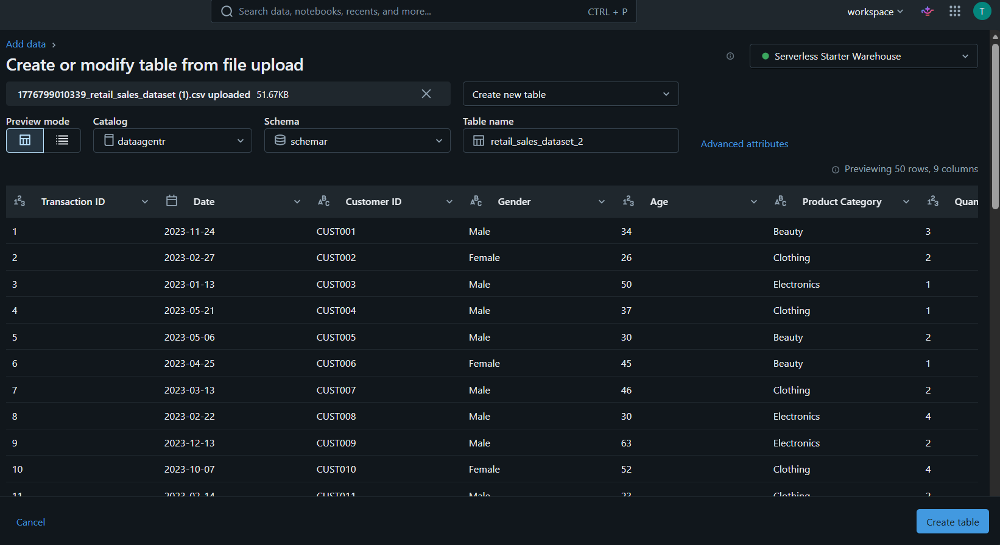 Search data, notebooks, recents, and more... CTRL + P workspace T
Add data ›
Create or modify table from file upload
Serverless Starter Warehouse
1776799010339_retail_sales_dataset (1).csv uploaded 51.67KB Create new table
Preview mode Catalog Schema Table name
dataagentr schemar retail_sales_dataset_2 Advanced attributes
Previewing 50 rows, 9 columns
Transaction ID Date Customer ID Gender Age Product Category Quan
1 2023-11-24 CUST001 Male 34 Beauty 3
2 2023-02-27 CUST002 Female 26 Clothing 2
3 2023-01-13 CUST003 Male 50 Electronics 1
4 2023-05-21 CUST004 Male 37 Clothing 1
5 2023-05-06 CUST005 Male 30 Beauty 2
6 2023-04-25 CUST006 Female 45 Beauty 1
7 2023-03-13 CUST007 Male 46 Clothing 2
8 2023-02-22 CUST008 Male 30 Electronics 4
9 2023-12-13 CUST009 Male 63 Electronics 2
10 2023-10-07 CUST010 Female 52 Clothing 4
11 2023-02-14 CUST011 Male 23 Clothing 2
Cancel Create table